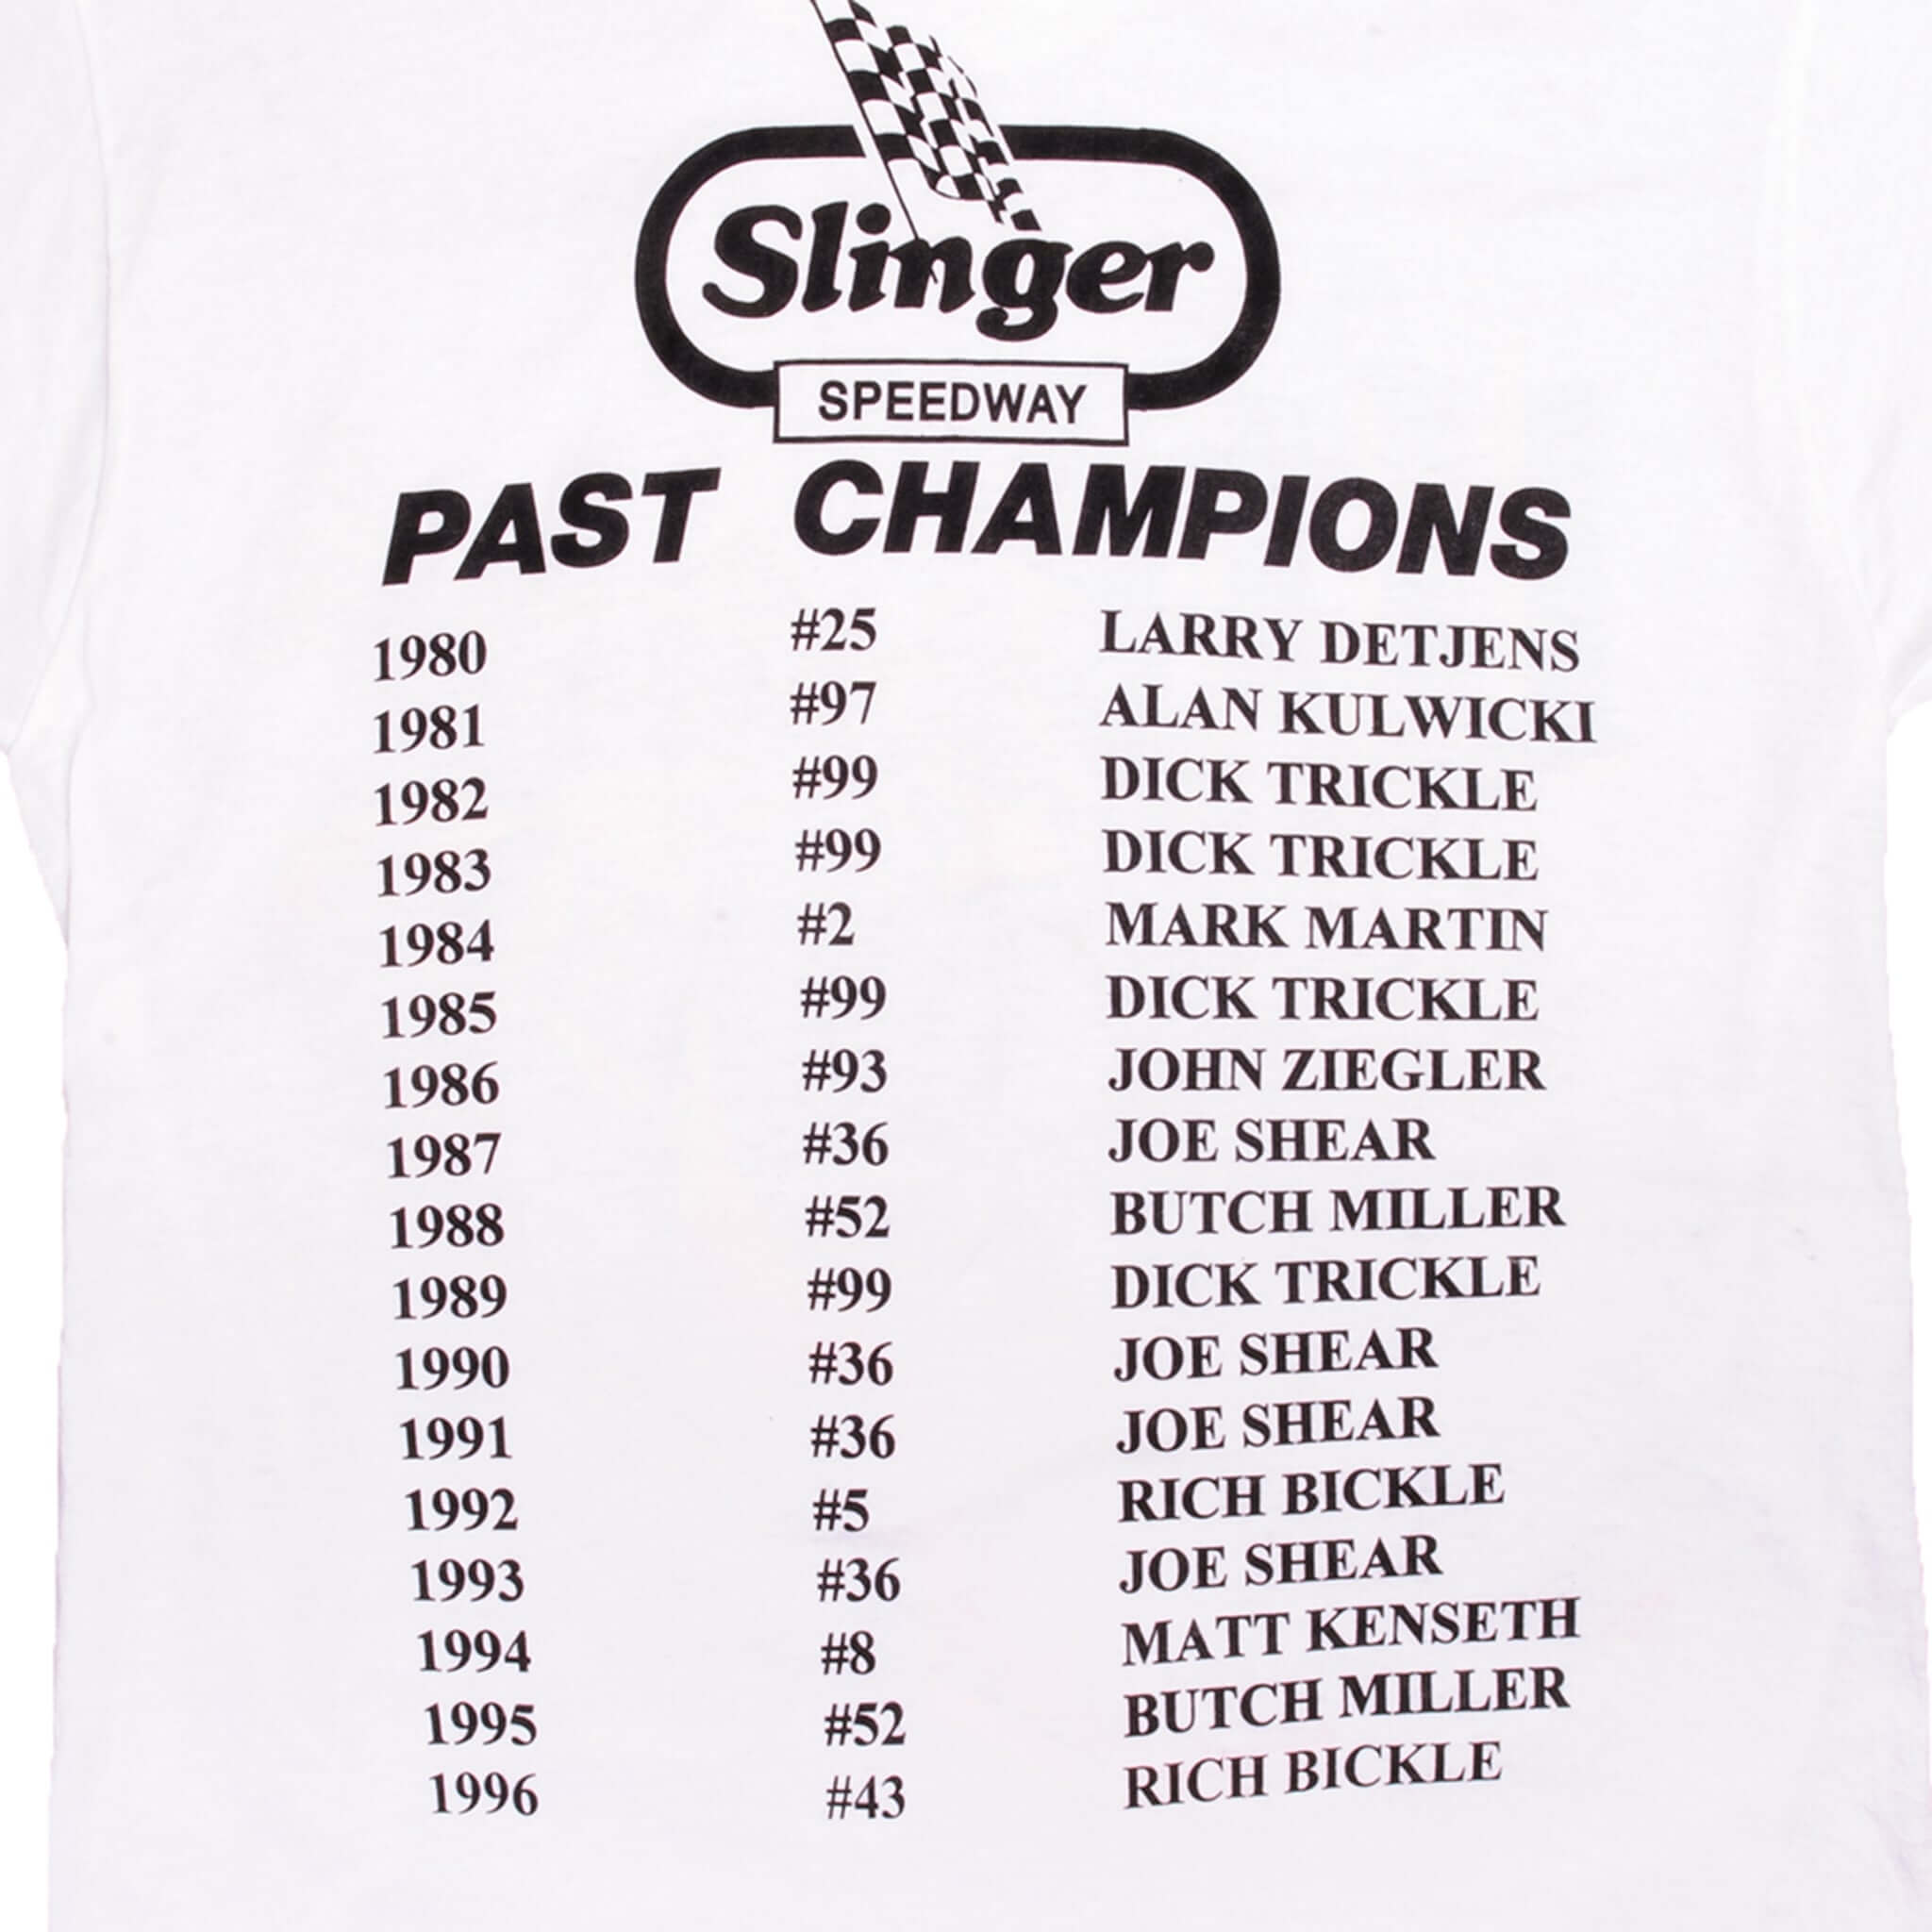 Slinger
SPEEDWAY
PAST CHAMPIONS
1980 #25 LARRY DETJENS
1981 #97 ALAN KULWICKI
1982 #99 DICK TRICKLE
1983 #99 DICK TRICKLE
1984 #2 MARK MARTIN
1985 #99 DICK TRICKLE
1986 #93 JOHN ZIEGLER
1987 #36 JOE SHEAR
1988 #52 BUTCH MILLER
1989 #99 DICK TRICKLE
1990 #36 JOE SHEAR
1991 #36 JOE SHEAR
1992 #5 RICH BICKLE
1993 #36 JOE SHEAR
1994 #8 MATT KENSETH
1995 #52 BUTCH MILLER
1996 #43 RICH BICKLE